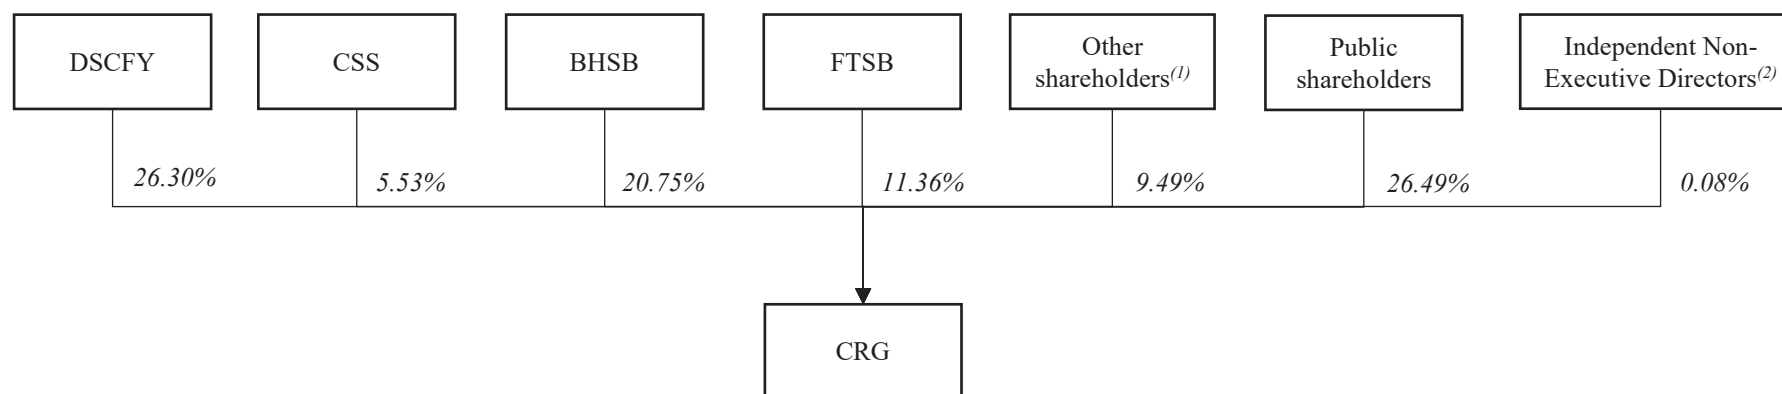 DSCFY
CSS
BHSB
FTSB
Other
shareholders(1)
Public
shareholders
Independent Non-
Executive Directors(2)
26.30%
5.53%
20.75%
11.36%
9.49%
26.49%
0.08%
CRG